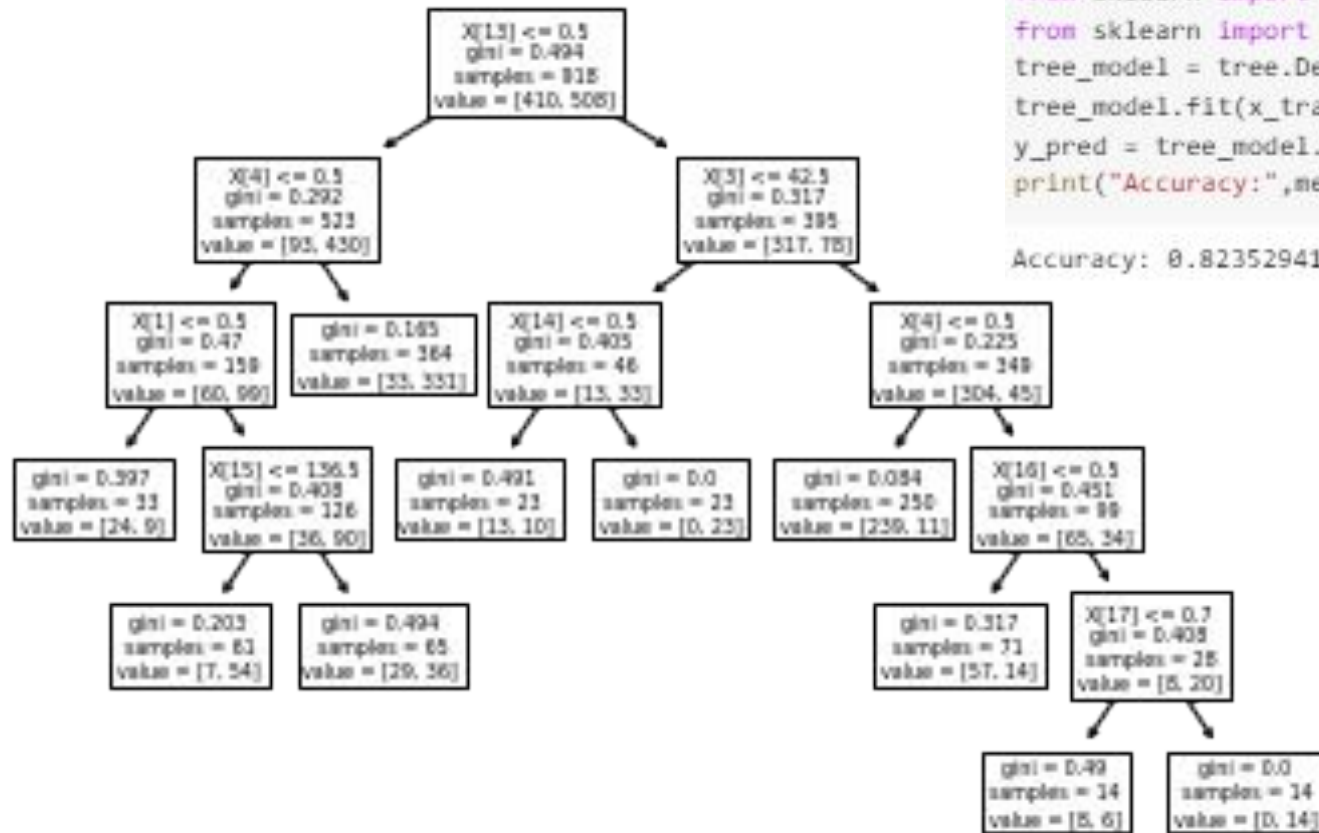 X[13] <= 0.5
gini = 0.494
samples = 918
value = [410, 508]
from sklearn import
tree_model = tree.De
tree_model.fit(x_tra
y_pred = tree_model.
print("Accuracy:",me
Accuracy: 0.82352941
X[4] <= 0.5
gini = 0.292
samples = 523
value = [93, 430]
X[3] <= 42.5
gini = 0.317
samples = 395
value = [317, 78]
X[1] <= 0.5
gini = 0.47
samples = 159
value = [60, 99]
gini = 0.165
samples = 364
value = [33, 331]
X[14] <= 0.5
gini = 0.405
samples = 46
value = [13, 33]
X[4] <= 0.5
gini = 0.225
samples = 349
value = [304, 45]
gini = 0.397
samples = 33
value = [24, 9]
X[15] <= 136.5
gini = 0.408
samples = 126
value = [36, 90]
gini = 0.491
samples = 23
value = [13, 10]
gini = 0.0
samples = 23
value = [0, 23]
gini = 0.084
samples = 250
value = [239, 11]
X[16] <= 0.5
gini = 0.451
samples = 99
value = [65, 34]
gini = 0.203
samples = 61
value = [7, 54]
gini = 0.494
samples = 65
value = [29, 36]
gini = 0.317
samples = 71
value = [57, 14]
X[17] <= 0.7
gini = 0.408
samples = 28
value = [8, 20]
gini = 0.49
samples = 14
value = [8, 6]
gini = 0.0
samples = 14
value = [0, 14]